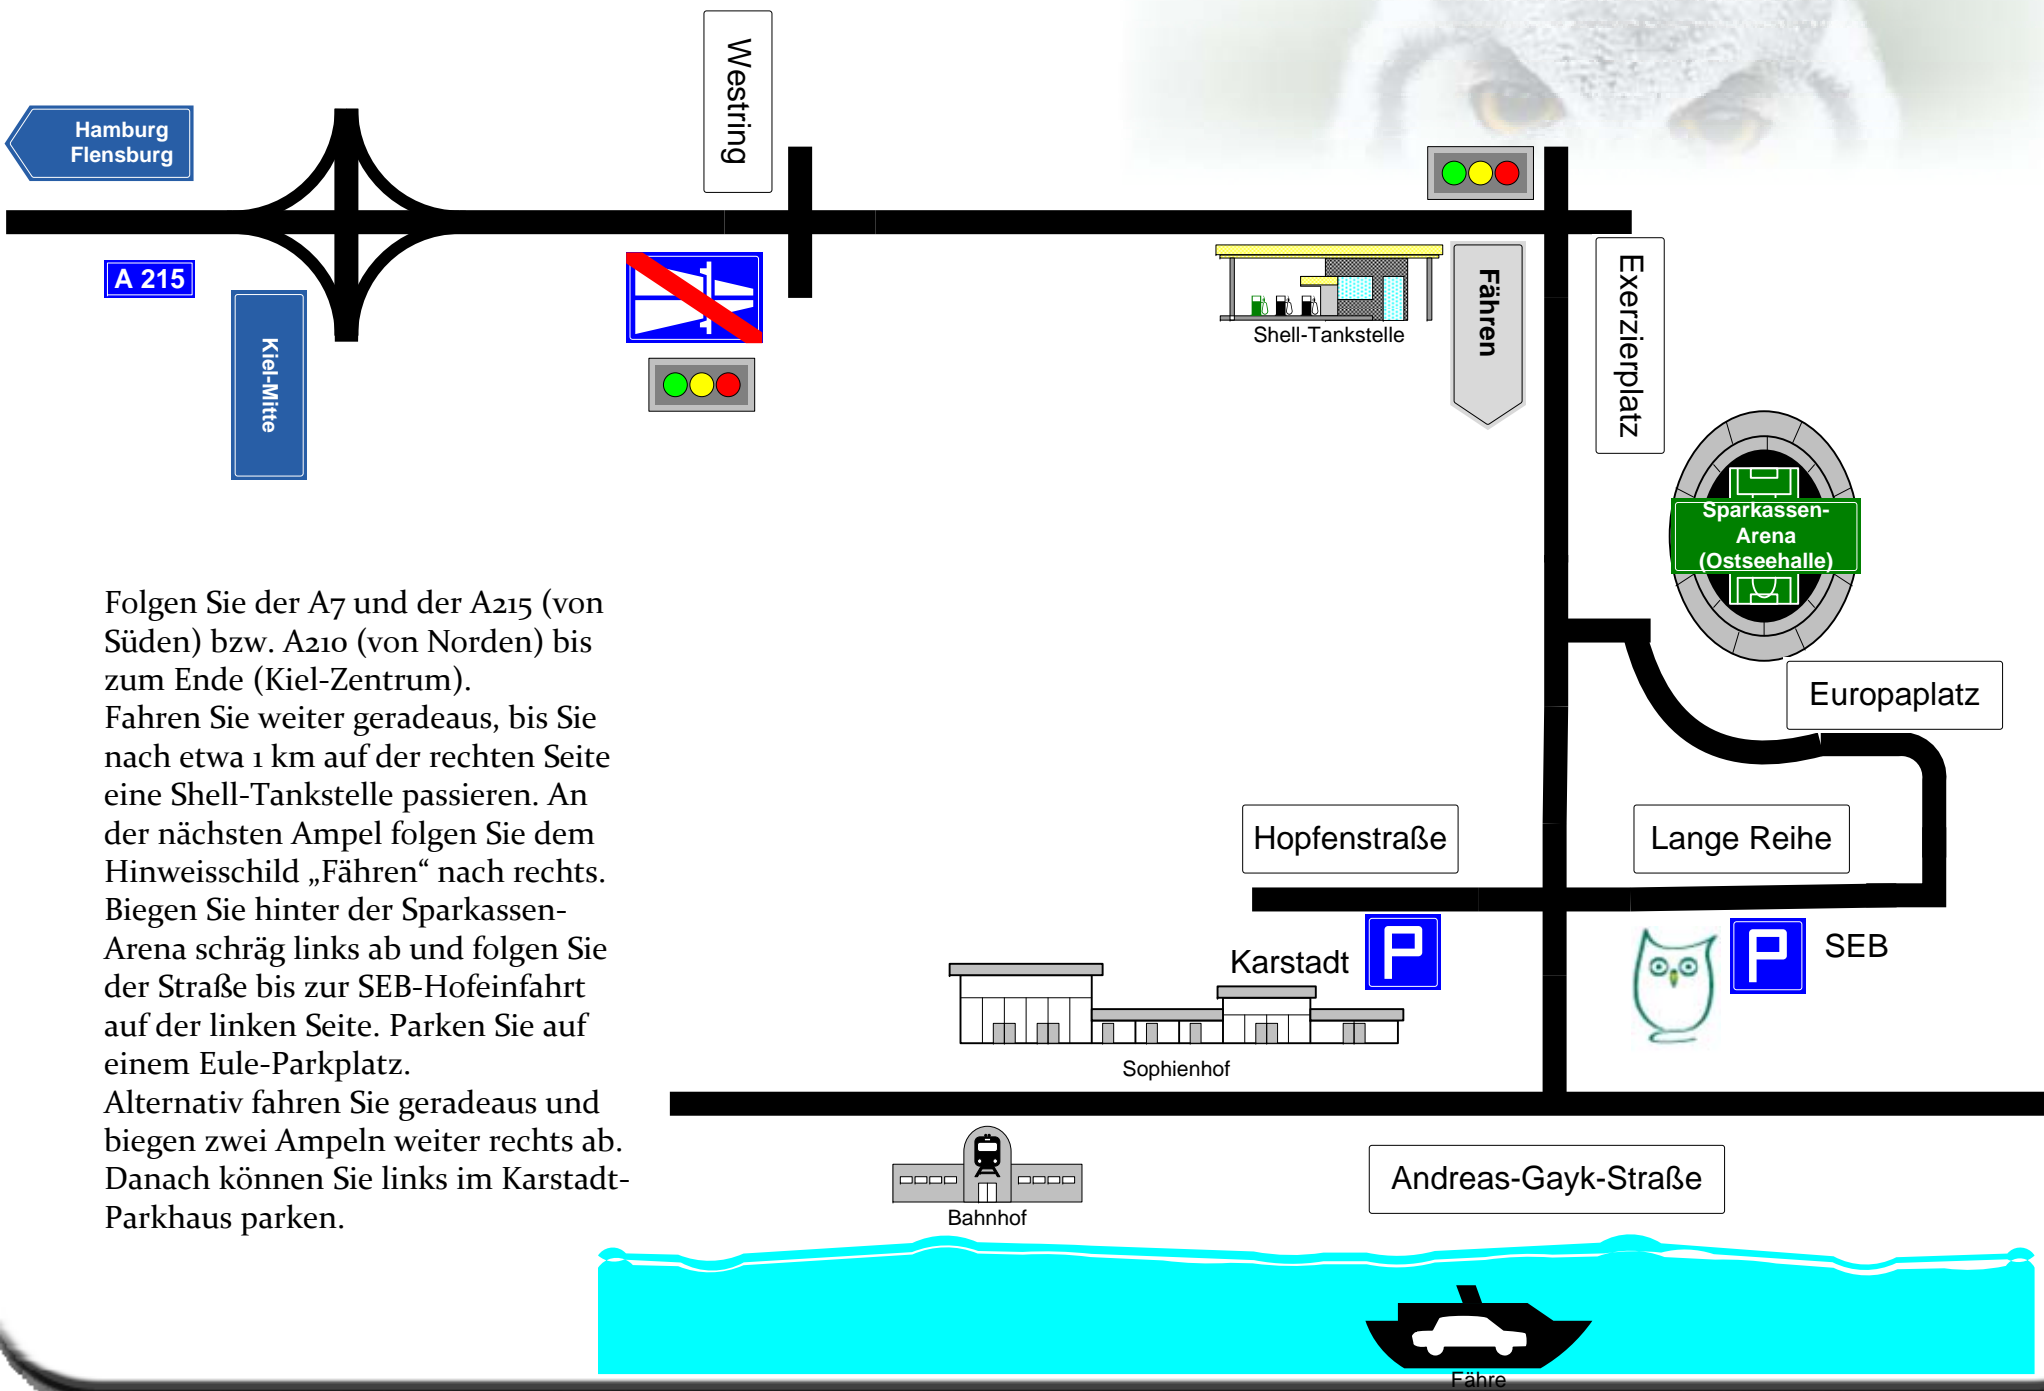 Westring
Hamburg
Flensburg
A 215
Kiel-Mitte
Shell-Tankstelle
Fähren
Exerzierplatz
Sparkassen-
Arena
(Ostseehalle)
Europaplatz
Folgen Sie der A7 und der A215 (von
Süden) bzw. A210 (von Norden) bis
zum Ende (Kiel-Zentrum).
Fahren Sie weiter geradeaus, bis Sie
nach etwa 1 km auf der rechten Seite
eine Shell-Tankstelle passieren. An
der nächsten Ampel folgen Sie dem
Hinweisschild „Fähren“ nach rechts.
Biegen Sie hinter der Sparkassen-
Arena schräg links ab und folgen Sie
der Straße bis zur SEB-Hofeinfahrt
auf der linken Seite. Parken Sie auf
einem Eule-Parkplatz.
Alternativ fahren Sie geradeaus und
biegen zwei Ampeln weiter rechts ab.
Danach können Sie links im Karstadt-
Parkhaus parken.
Hopfenstraße
Lange Reihe
Karstadt
P
P
SEB
Sophienhof
Bahnhof
Andreas-Gayk-Straße
Fähre